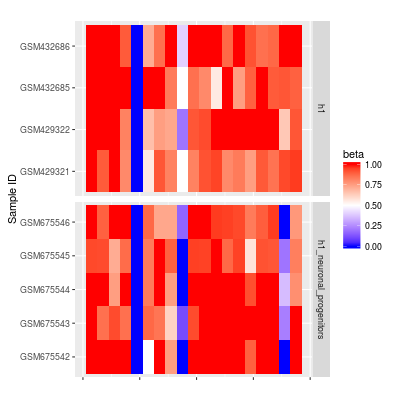 GSM432686
GSM432685
GSM429322
GSM429321
h1
GSM675546
GSM675545
GSM675544
GSM675543
GSM675542
h1_neuronal_progenitors
Sample ID
beta
1.00
0.75
0.50
0.25
0.00